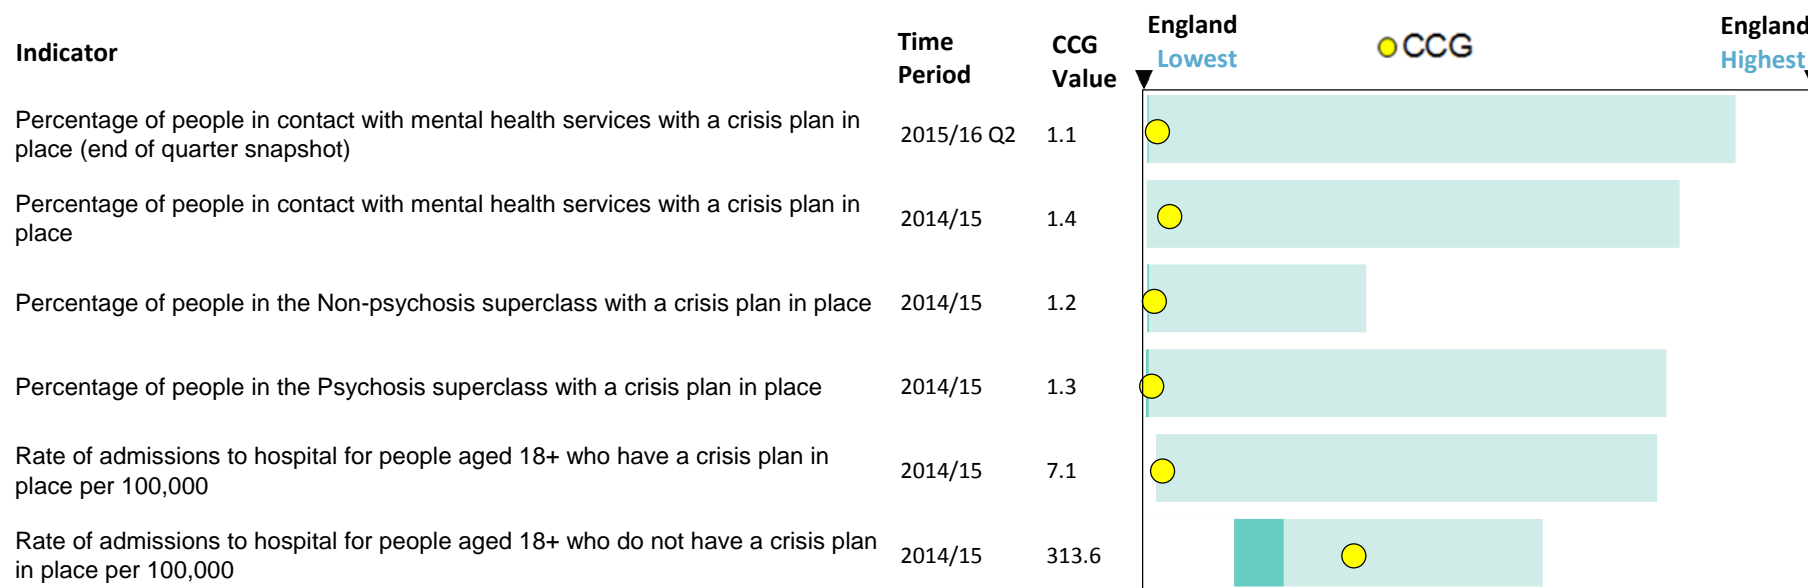 Indicator
Time
Period
CCG
Value
England
Lowest
CCG
England
Highest
Percentage of people in contact with mental health services with a crisis plan in
place (end of quarter snapshot)
2015/16 Q2
1.1
Percentage of people in contact with mental health services with a crisis plan in
place
2014/15
1.4
Percentage of people in the Non-psychosis superclass with a crisis plan in place
2014/15
1.2
Percentage of people in the Psychosis superclass with a crisis plan in place
2014/15
1.3
Rate of admissions to hospital for people aged 18+ who have a crisis plan in
place per 100,000
2014/15
7.1
Rate of admissions to hospital for people aged 18+ who do not have a crisis plan
in place per 100,000
2014/15
313.6